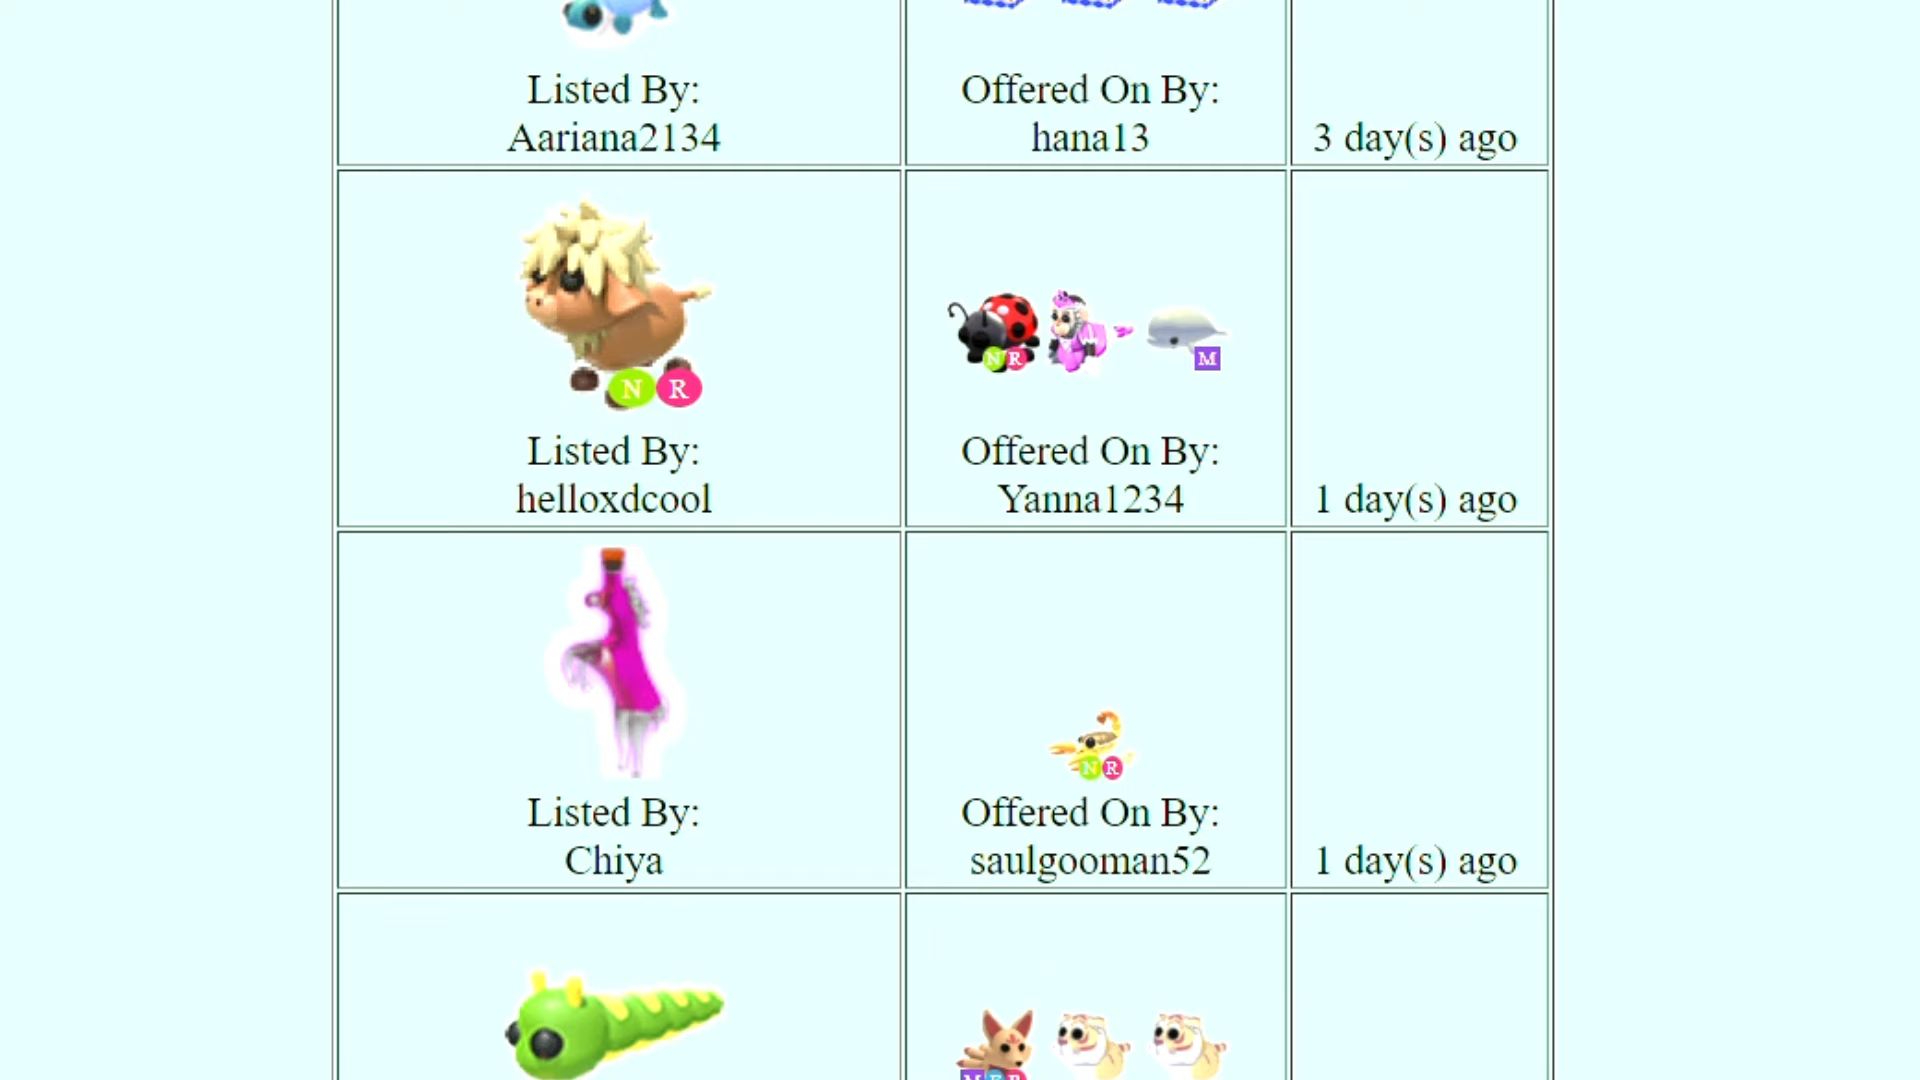 Listed By:
Aariana2134
Offered On By:
hana13
3 day(s) ago
N R
Listed By:
helloxdcool
N R
M
Offered On By:
Yanna1234
1 day(s) ago
Listed By:
Chiya
N R
Offered On By:
saulgooman52
1 day(s) ago